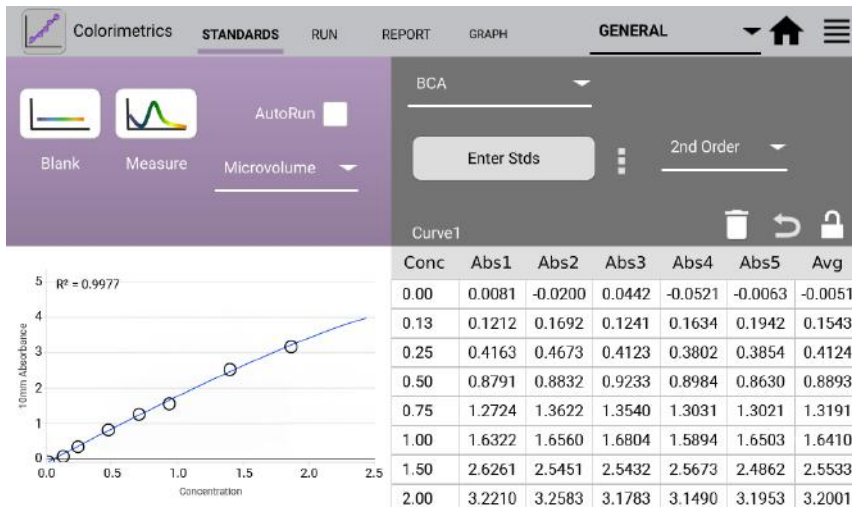 Colorimetrics STANDARDS RUN REPORT GRAPH GENERAL
AutoRun
Blank Measure Microvolume
BCA
Enter Stds 2nd Order
Curve1
5 R² = 0.9977
4
3
2
1
0
10mm Absorbance
0.0 0.5 1.0 1.5 2.0 2.5
Concentration
Conc Abs1 Abs2 Abs3 Abs4 Abs5 Avg
0.00 0.0081 -0.0200 0.0442 -0.0521 -0.0063 -0.0051
0.13 0.1212 0.1692 0.1241 0.1634 0.1942 0.1543
0.25 0.4163 0.4673 0.4123 0.3802 0.3854 0.4124
0.50 0.8791 0.8832 0.9233 0.8984 0.8630 0.8893
0.75 1.2724 1.3622 1.3540 1.3031 1.3021 1.3191
1.00 1.6322 1.6560 1.6804 1.5894 1.6503 1.6410
1.50 2.6261 2.5451 2.5432 2.5673 2.4862 2.5533
2.00 3.2210 3.2583 3.1783 3.1490 3.1953 3.2001